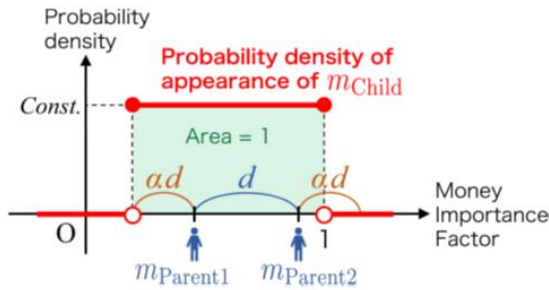 Probability
density
Probability density of
appearance of m_Child
Const.
Area = 1
αd
d
αd
Money
Importance
Factor
O
1
m_Parent1
m_Parent2